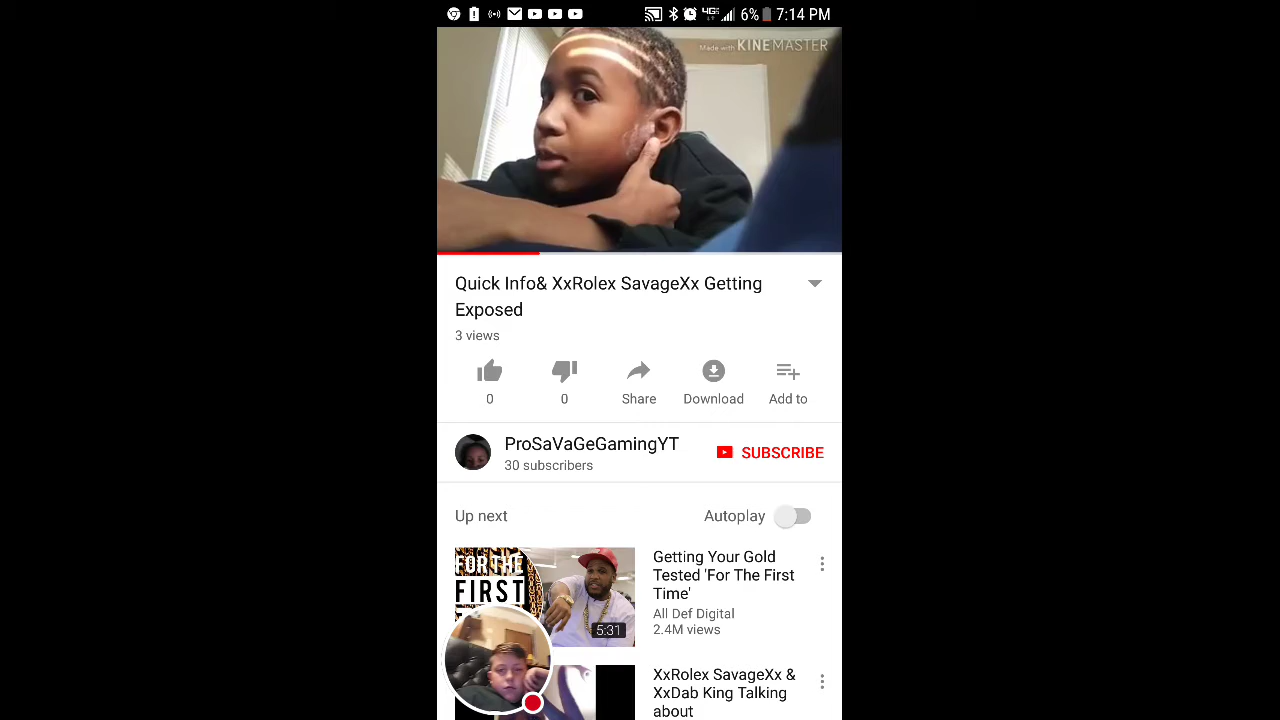 6% 7:14 PM
Made with KINEMASTER
Quick Info& XxRolex SavageXx Getting
Exposed
3 views
0
0
Share
Download
Add to
ProSaVaGeGamingYT
SUBSCRIBE
30 subscribers
Up next
Autoplay
FOR THE
FIRST
5:31
Getting Your Gold
Tested 'For The First
Time'
All Def Digital
2.4M views
XxRolex SavageXx &
XxDab King Talking
about